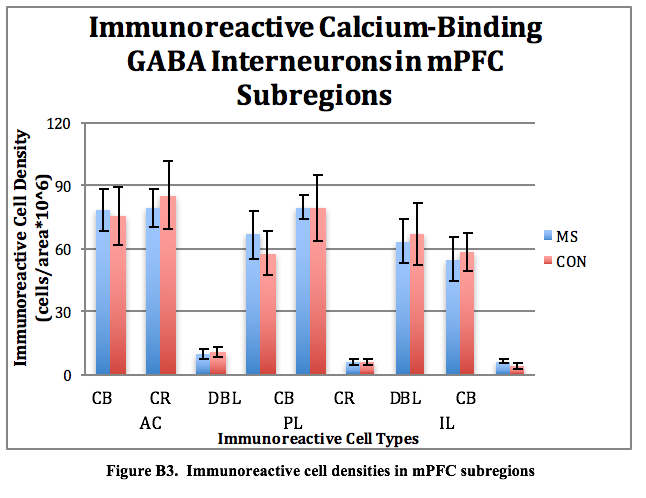 Immunoreactive Calcium-Binding
GABA Interneurons in mPFC
Subregions
Immunoreactive Cell Density
(cells/area*10^6)
120
90
60
30
0
CB CR DBL CB CR DBL CB
AC PL IL
Immunoreactive Cell Types
MS
CON
Figure B3. Immunoreactive cell densities in mPFC subregions